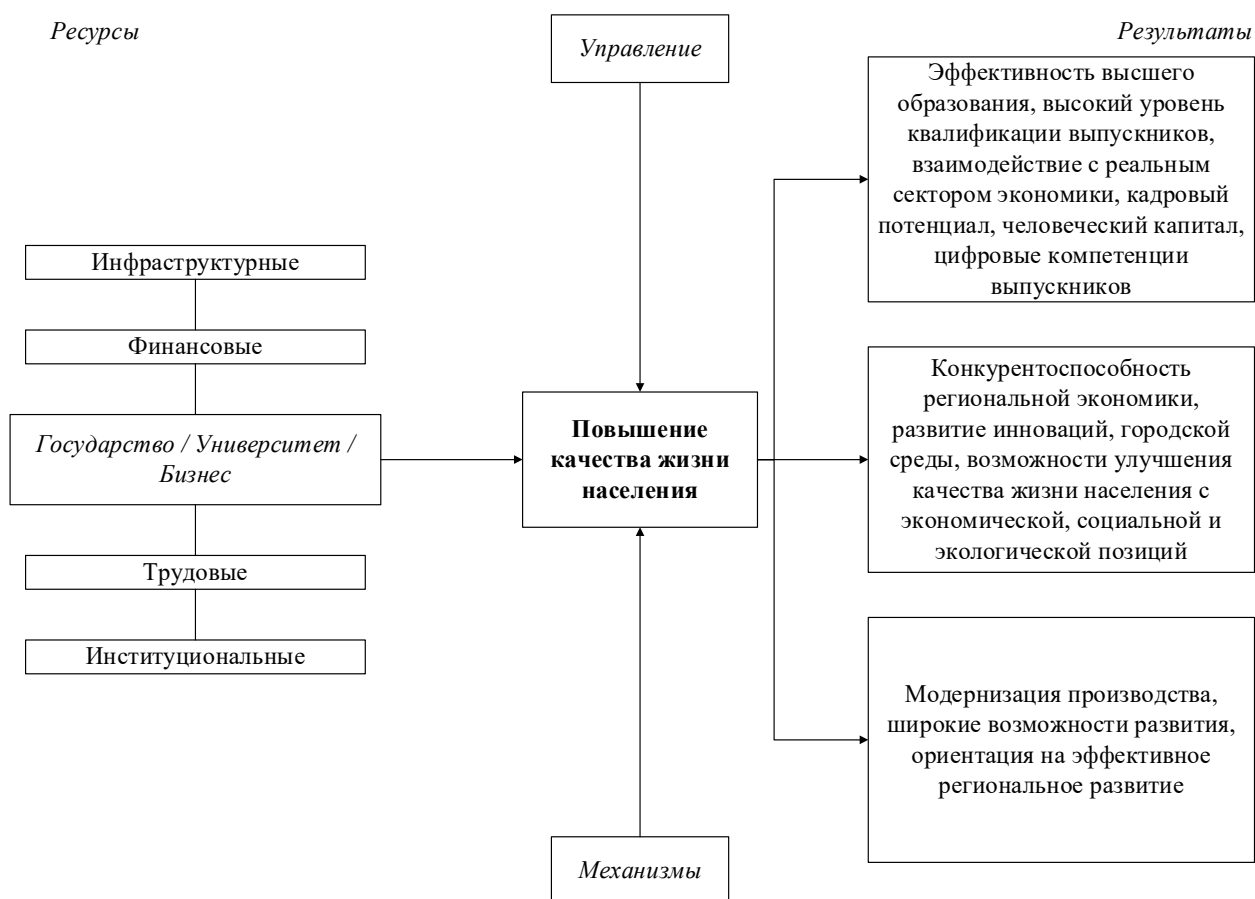 Ресурсы
Управление
Результаты
Эффективность высшего
образования, высокий уровень
квалификации выпускников,
взаимодействие с реальным
сектором экономики, кадровый
потенциал, человеческий капитал,
цифровые компетенции
выпускников
Инфраструктурные
Финансовые
Государство / Университет /
Бизнес
Трудовые
Институциональные
Повышение
качества жизни
населения
Конкурентоспособность
региональной экономики,
развитие инноваций, городской
среды, возможности улучшения
качества жизни населения с
экономической, социальной и
экологической позиций
Модернизация производства,
широкие возможности развития,
ориентация на эффективное
региональное развитие
Механизмы